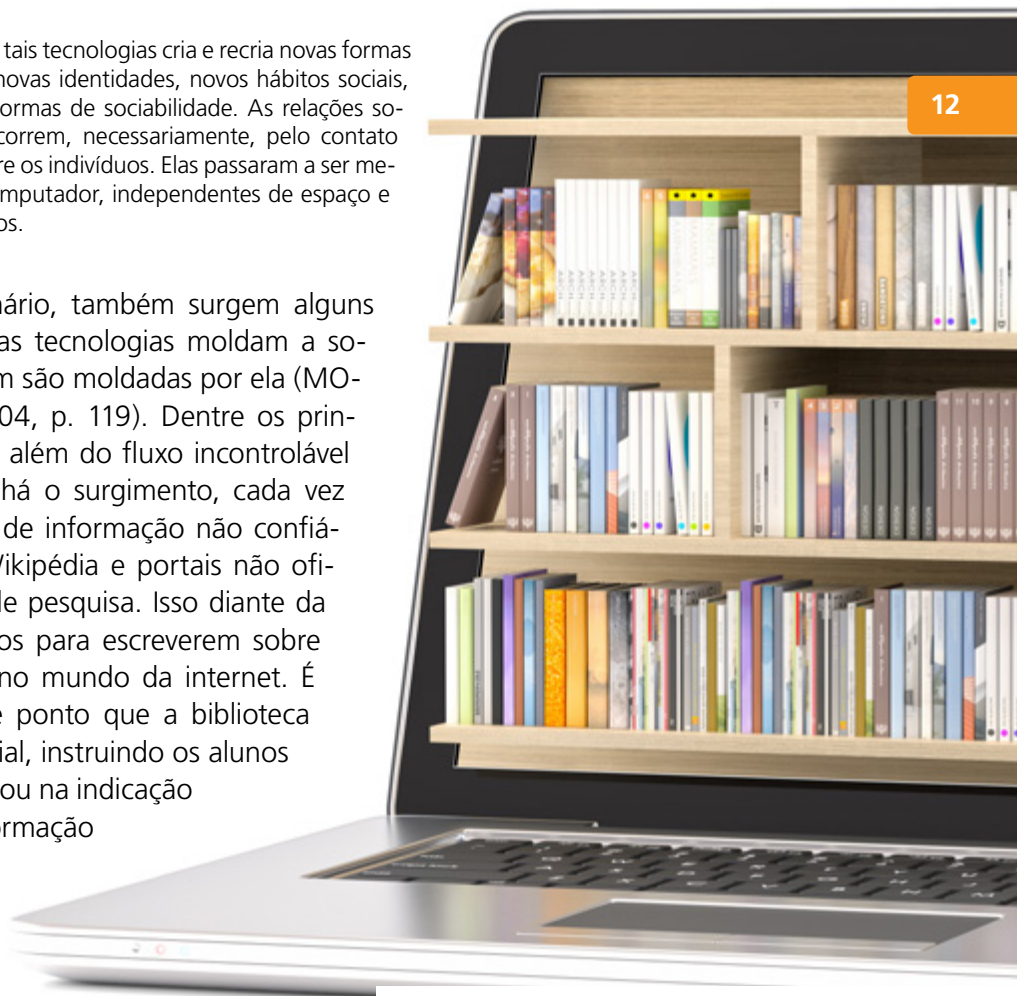 tais tecnologias cria e recria novas formas
novas identidades, novos hábitos sociais,
ormas de sociabilidade. As relações so-
correm, necessariamente, pelo contato
re os indivíduos. Elas passaram a ser me-
mputador, independentes de espaço e
os.
12
nário, também surgem alguns
as tecnologias moldam a so-
m são moldadas por ela (MO-
04, p. 119). Dentre os prin-
além do fluxo incontrolável
há o surgimento, cada vez
de informação não confiá-
Vikipédia e portais não ofi-
de pesquisa. Isso diante da
os para escreverem sobre
no mundo da internet. É
e ponto que a biblioteca
ial, instruindo os alunos
ou na indicação
ormação